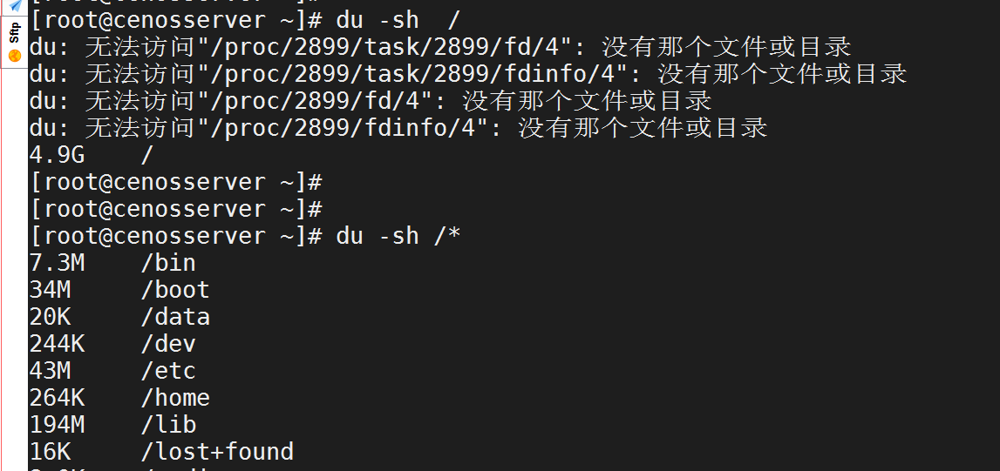 Sftp
[root@cenosserver ~]# du -sh  /
du: 无法访问"/proc/2899/task/2899/fd/4": 没有那个文件或目录
du: 无法访问"/proc/2899/task/2899/fdinfo/4": 没有那个文件或目录
du: 无法访问"/proc/2899/fd/4": 没有那个文件或目录
du: 无法访问"/proc/2899/fdinfo/4": 没有那个文件或目录
4.9G    /
[root@cenosserver ~]#
[root@cenosserver ~]#
[root@cenosserver ~]# du -sh /*
7.3M    /bin
34M     /boot
20K     /data
244K    /dev
43M     /etc
264K    /home
194M    /lib
16K     /lost+found